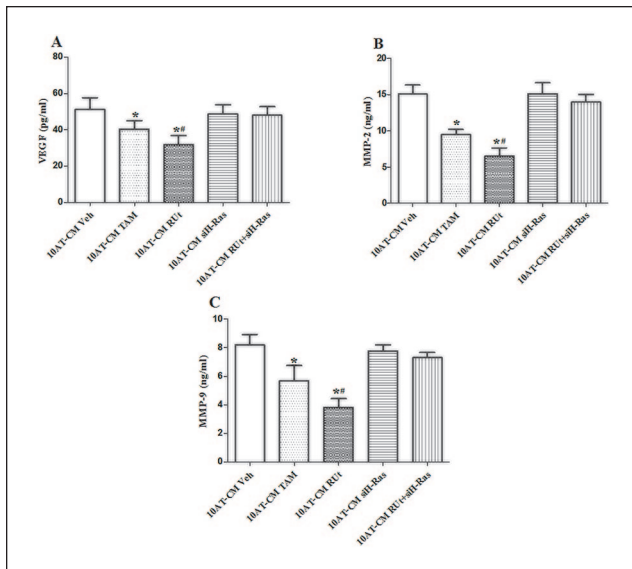 A
VEGF (pg/ml)
80
60
40
20
0
*
*#
10AT-CM Veh
10AT-CM TAM
10AT-CM RUt
10AT-CM siH-Ras
10AT-CM RUt+siH-Ras
B
MMP-2 (ng/ml)
20
15
10
5
0
*
*#
10AT-CM Veh
10AT-CM TAM
10AT-CM RUt
10AT-CM siH-Ras
10AT-CM RUt+siH-Ras
C
MMP-9 (ng/ml)
10
8
6
4
2
0
*
*#
10AT-CM Veh
10AT-CM TAM
10AT-CM RUt
10AT-CM siH-Ras
10AT-CM RUt+siH-Ras